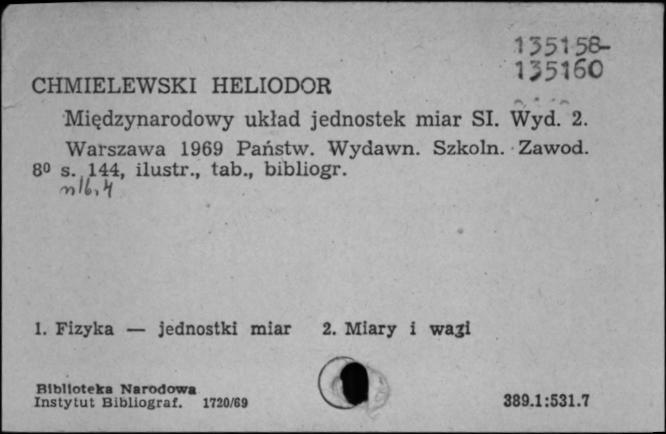 135158-
135160
CHMIELEWSKI HELIODOR
Międzynarodowy układ jednostek miar SI. Wyd. 2.
Warszawa 1969 Państw. Wydawn. Szkoln. Zawod.
8⁰ s. 144, ilustr., tab., bibliogr.
1. Fizyka — jednostki miar 2. Miary i wagi
Biblioteka Narodowa
Instytut Bibliograf. 1720/69 389.1:531.7